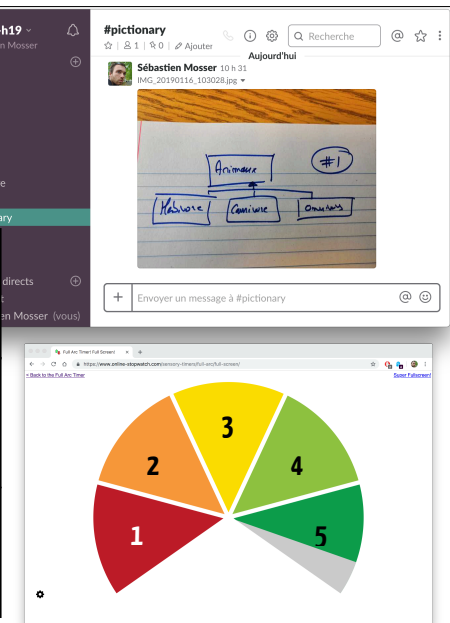 -h19
n Mosser
e
ary
directs
t
en Mosser (vous)
#pictionary
1 | 0 | Ajouter
Recherche
Aujourd'hui
Sébastien Mosser 10 h 31
IMG_20190116_103028.jpg
Animaux
#1
Carnivore
Envoyer un message à #pictionary
Full Arc Timer! Full Screen!
https://www.online-stopwatch.com/sensory-timers/full-arc/full-screen/
< Back to the Full Arc Timer
Super Fullscreen!
1
2
3
4
5